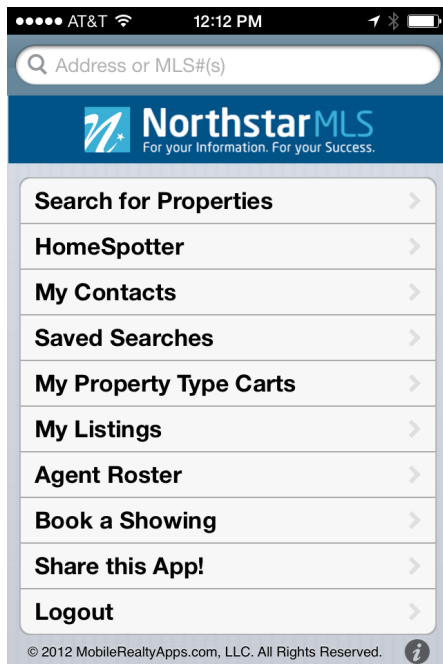 AT&T 12:12 PM
Address or MLS#(s)
NorthstarMLS
For your Information. For your Success.
Search for Properties
HomeSpotter
My Contacts
Saved Searches
My Property Type Carts
My Listings
Agent Roster
Book a Showing
Share this App!
Logout
© 2012 MobileRealtyApps.com, LLC. All Rights Reserved. i